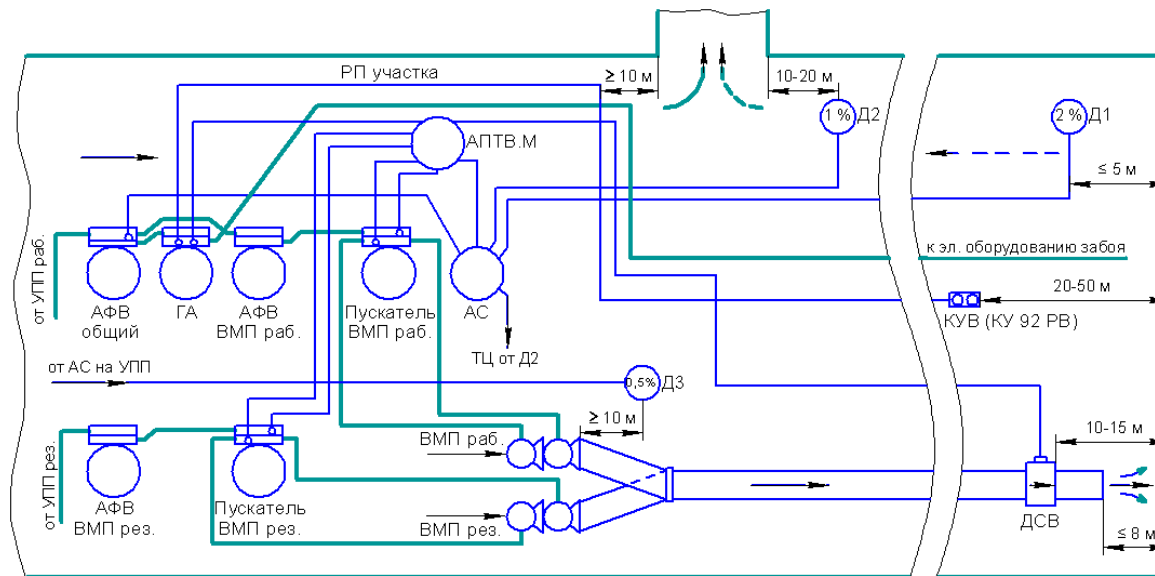 РП участка
≥ 10 м
10-20 м
1 %
Д2
2 %
Д1
АПТВ.М
≤ 5 м
от УПП раб.
АФВ
общий
ГА
АФВ
ВМП раб.
Пускатель
ВМП раб.
АС
к эл. оборудованию забоя
20-50 м
КУВ (КУ 92 РВ)
ТЦ от Д2
от АС на УПП
0,5%
Д3
≥ 10 м
ВМП раб.
10-15 м
от УПП рез.
АФВ
ВМП рез.
Пускатель
ВМП рез.
ВМП рез.
ДСВ
≤ 8 м